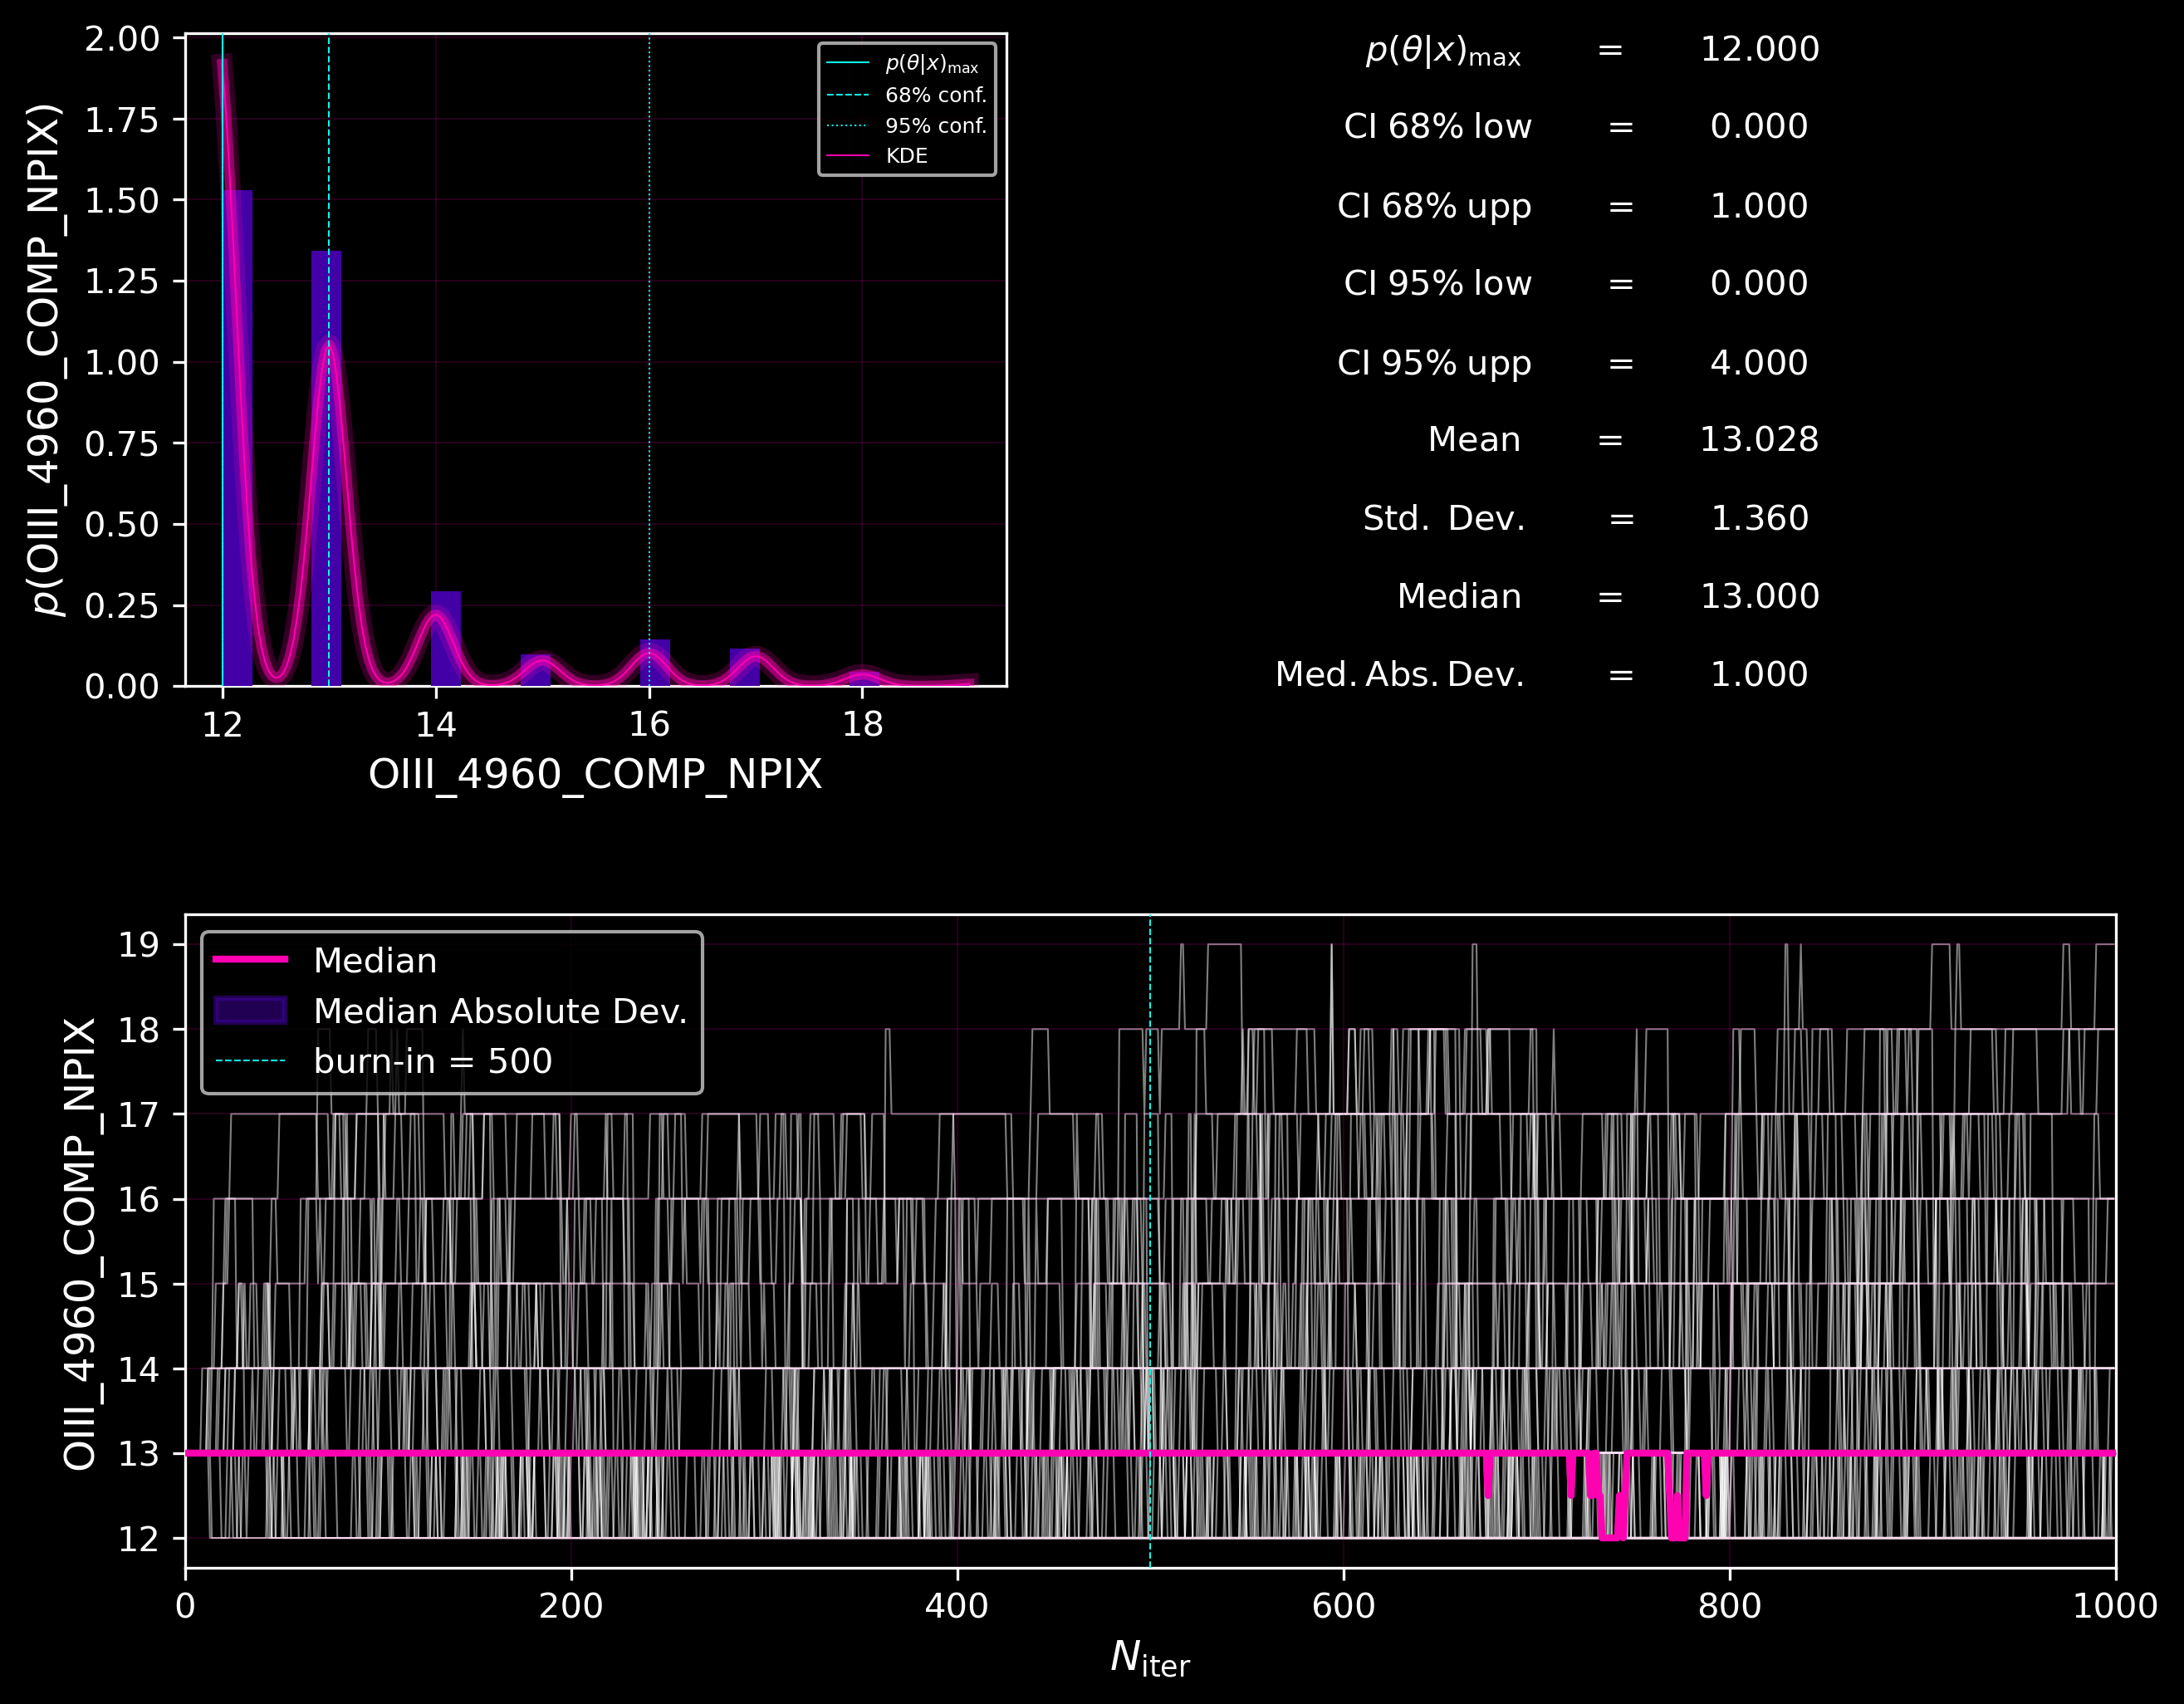 2.00
1.75
1.50
1.25
1.00
0.75
0.50
0.25
0.00
p(OIII_4960_COMP_NPIX)
12 14 16 18
OIII_4960_COMP_NPIX
p(θ|x)max
68% conf.
95% conf.
KDE
p(θ|x)max = 12.000
CI 68% low = 0.000
CI 68% upp = 1.000
CI 95% low = 0.000
CI 95% upp = 4.000
Mean = 13.028
Std. Dev. = 1.360
Median = 13.000
Med. Abs. Dev. = 1.000
19
18
17
16
15
14
13
12
OIII_4960_COMP_NPIX
Median
Median Absolute Dev.
burn-in = 500
0 200 400 600 800 1000
Niter